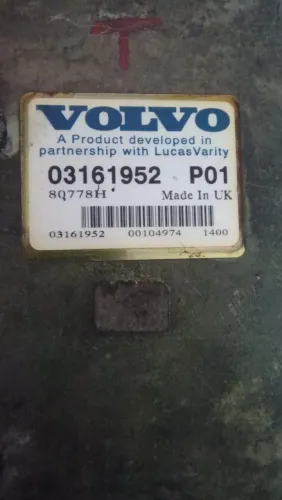 T
VOLVO
A Product developed in
partnership with LucasVarity
03161952 P01
8Q778H Made in UK
03161952 00104974 1400